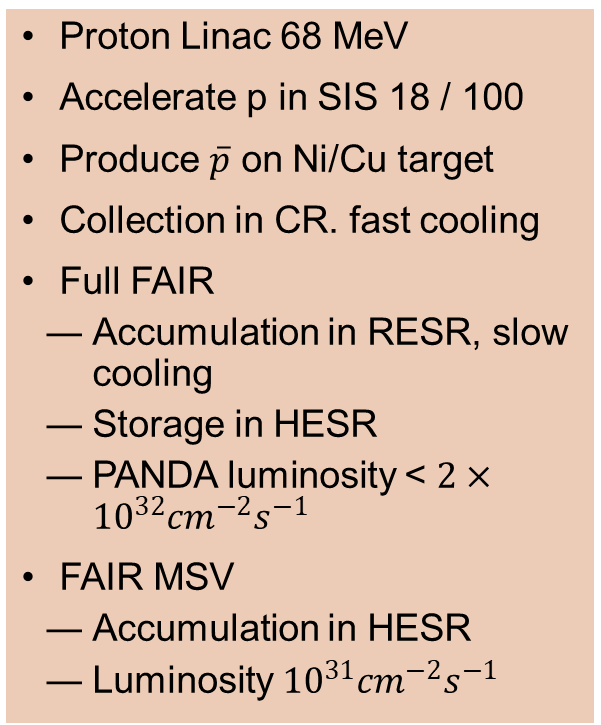 • Proton Linac 68 MeV
• Accelerate p in SIS 18 / 100
• Produce p̄ on Ni/Cu target
• Collection in CR. fast cooling
• Full FAIR
— Accumulation in RESR, slow
cooling
— Storage in HESR
— PANDA luminosity < 2 ×
10³²cm⁻²s⁻¹
• FAIR MSV
— Accumulation in HESR
— Luminosity 10³¹cm⁻²s⁻¹